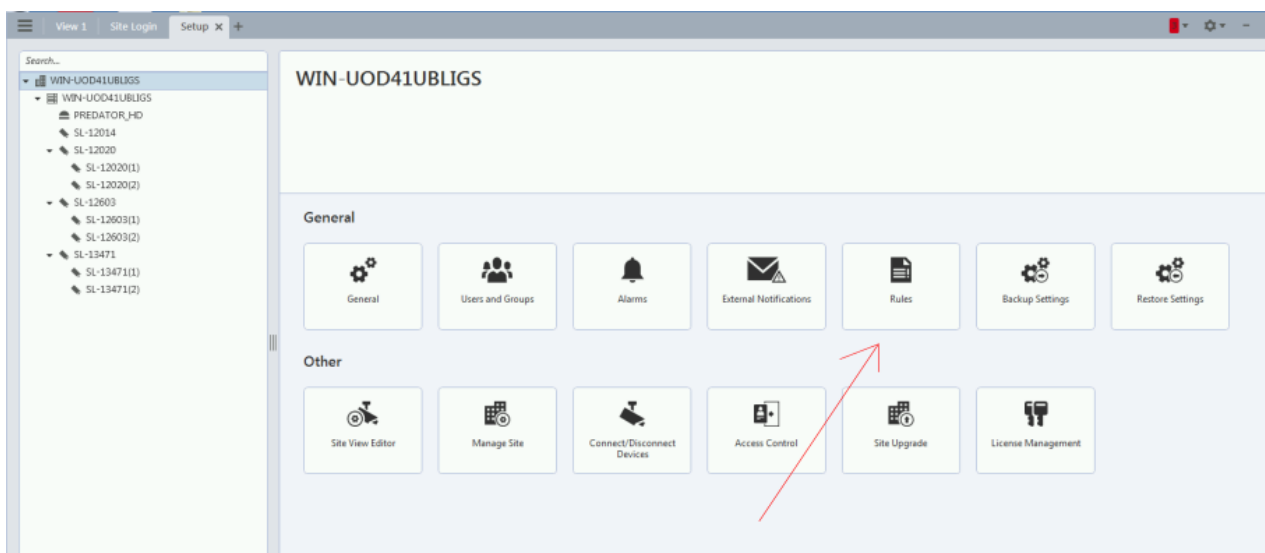 View 1
Site Login
Setup
Search...
WIN-UOD41UBLIGS
WIN-UOD41UBLIGS
PREDATOR_HD
SL-12014
SL-12020
SL-12020(1)
SL-12020(2)
SL-12603
SL-12603(1)
SL-12603(2)
SL-13471
SL-13471(1)
SL-13471(2)
WIN-UOD41UBLIGS
General
General
Users and Groups
Alarms
External Notifications
Rules
Backup Settings
Restore Settings
Other
Site View Editor
Manage Site
Connect/Disconnect
Devices
Access Control
Site Upgrade
License Management